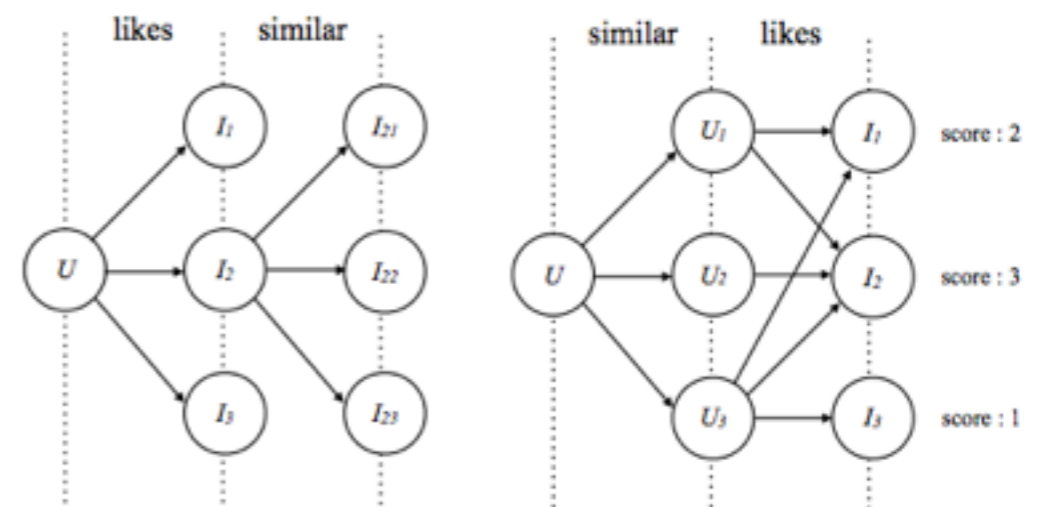 likes similar
I1 I21
U I2 I22
I3 I23
similar likes
U1 I1 score : 2
U U2 I2 score : 3
U3 I3 score : 1